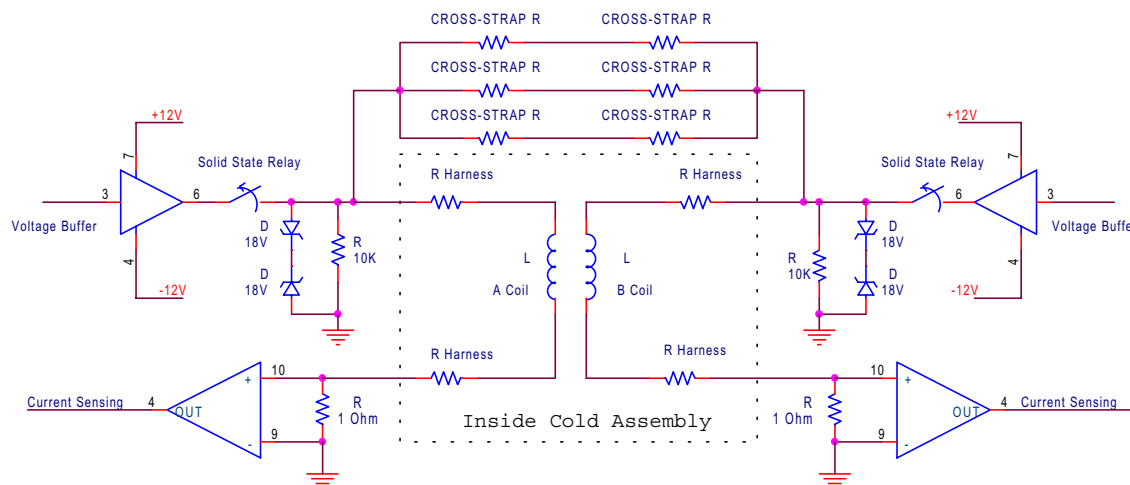 CROSS-STRAP R CROSS-STRAP R
CROSS-STRAP R CROSS-STRAP R
CROSS-STRAP R CROSS-STRAP R
+12V +12V
7 7
Solid State Relay Solid State Relay
R Harness R Harness
3 6 6 3
Voltage Buffer Voltage Buffer
D D
18V 18V
R R
10K 10K
4 4
L L
A Coil B Coil
D D
18V 18V
-12V -12V
R Harness R Harness
10 10
+ +
Current Sensing 4 OUT OUT 4 Current Sensing
R R
1 Ohm 1 Ohm
Inside Cold Assembly
- -
9 9